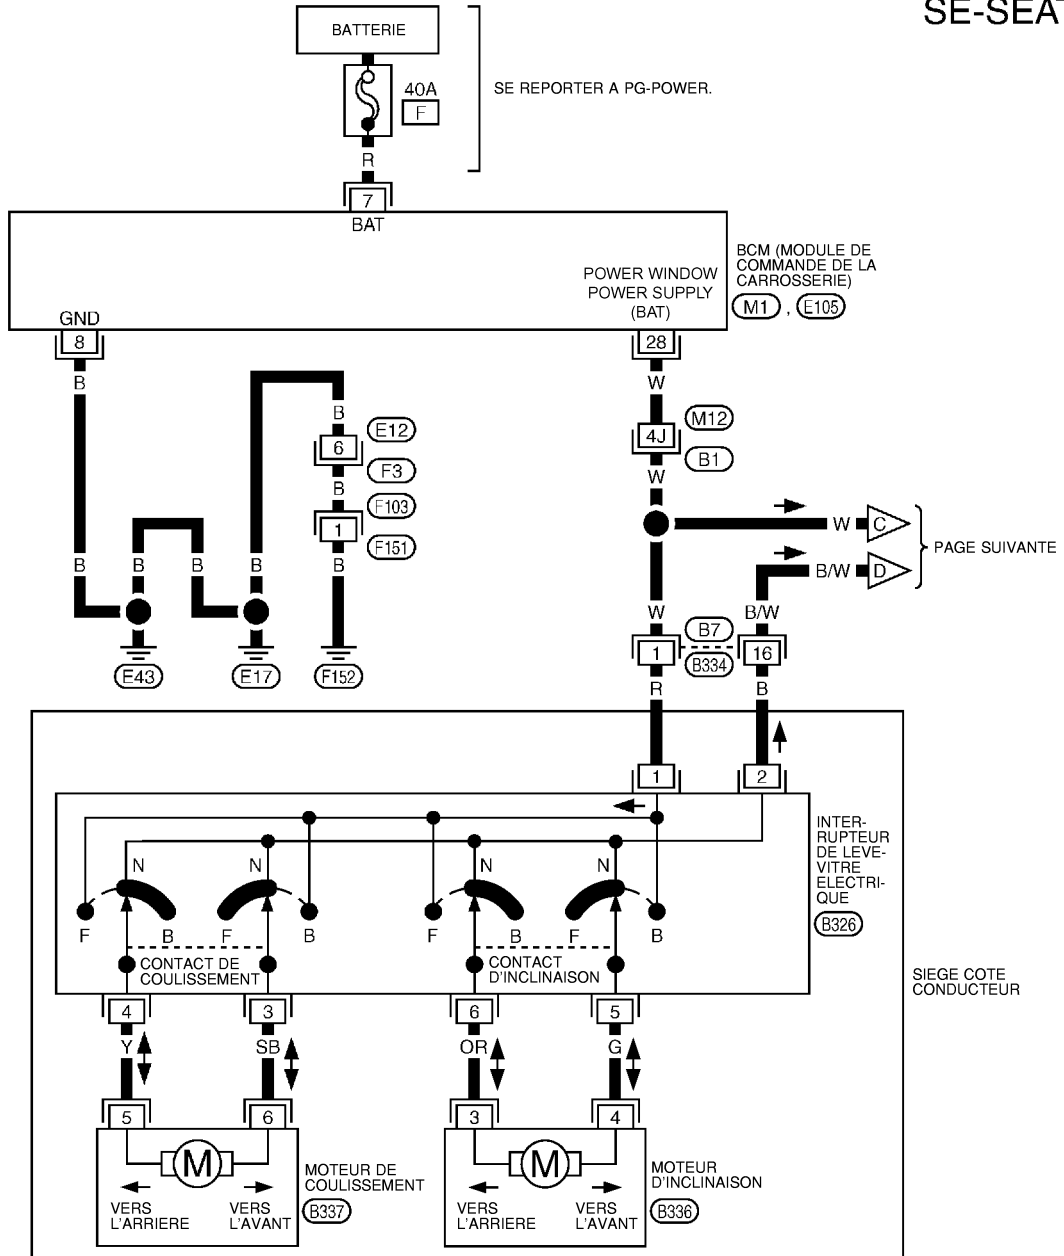 SE-SEAT
BATTERIE
40A
F
SE REPORTER A PG-POWER.
R
7
BAT
POWER WINDOW
POWER SUPPLY
(BAT)
BCM (MODULE DE
COMMANDE DE LA
CARROSSERIE)
M1 , E105
GND
8
28
B
W
B
E12
M12
6
4J
F3
B1
B
W
F103
1
F151
W
C
PAGE SUIVANTE
B
B
B
B
B
B/W
D
W
B/W
B7
1
16
B334
E43
E17
F152
R
B
1
2
INTER-
RUPTEUR
DE LEVE-
VITRE
ELECTRI-
QUE
B326
N
N
N
N
F
B
F
B
F
B
F
B
CONTACT DE
COULISSEMENT
CONTACT
D'INCLINAISON
SIEGE COTE
CONDUCTEUR
4
3
6
5
Y
SB
OR
G
5
6
3
4
M
M
MOTEUR DE
COULISSEMENT
B337
MOTEUR
D'INCLINAISON
B336
VERS
L'ARRIERE
VERS
L'AVANT
VERS
L'ARRIERE
VERS
L'AVANT